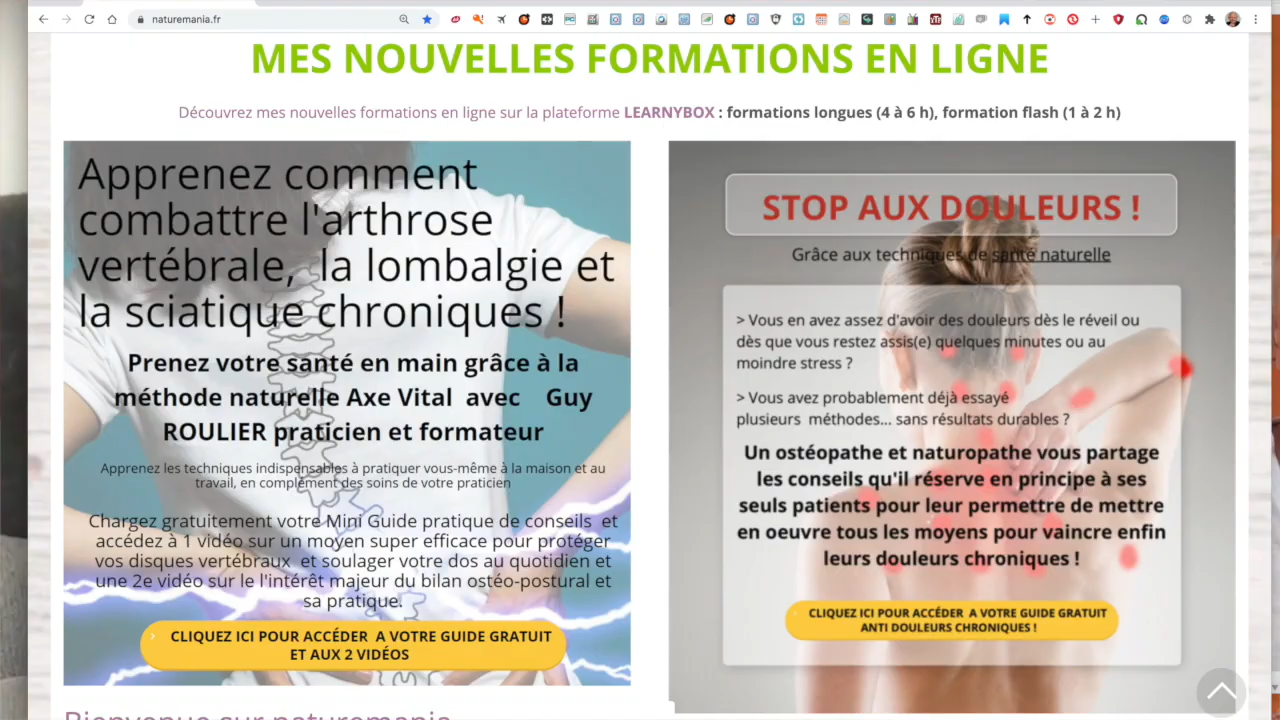 naturemania.fr
MES NOUVELLES FORMATIONS EN LIGNE
Découvrez mes nouvelles formations en ligne sur la plateforme LEARNYBOX : formations longues (4 à 6 h), formation flash (1 à 2 h)
Apprenez comment
combattre l'arthrose
vertébrale, la lombalgie et
la sciatique chroniques !
Prenez votre santé en main grâce à la
méthode naturelle Axe Vital avec Guy
ROULIER praticien et formateur
Apprenez les techniques indispensables à pratiquer vous-même à la maison et au
travail, en complément des soins de votre praticien
Chargez gratuitement votre Mini Guide pratique de conseils et
accédez à 1 vidéo sur un moyen super efficace pour protéger
vos disques vertébraux et soulager votre dos au quotidien et
une 2e vidéo sur le l'intérêt majeur du bilan ostéo-postural et
sa pratique.
CLIQUEZ ICI POUR ACCÉDER A VOTRE GUIDE GRATUIT
ET AUX 2 VIDÉOS
STOP AUX DOULEURS !
Grâce aux techniques de santé naturelle
> Vous en avez assez d'avoir des douleurs dès le réveil ou
dès que vous restez assis(e) quelques minutes ou au
moindre stress ?
> Vous avez probablement déjà essayé
plusieurs méthodes... sans résultats durables ?
Un ostéopathe et naturopathe vous partage
les conseils qu'il réserve en principe à ses
seuls patients pour leur permettre de mettre
en oeuvre tous les moyens pour vaincre enfin
leurs douleurs chroniques !
CLIQUEZ ICI POUR ACCÉDER A VOTRE GUIDE GRATUIT
ANTI DOULEURS CHRONIQUES !
Bienvenue sur naturemania